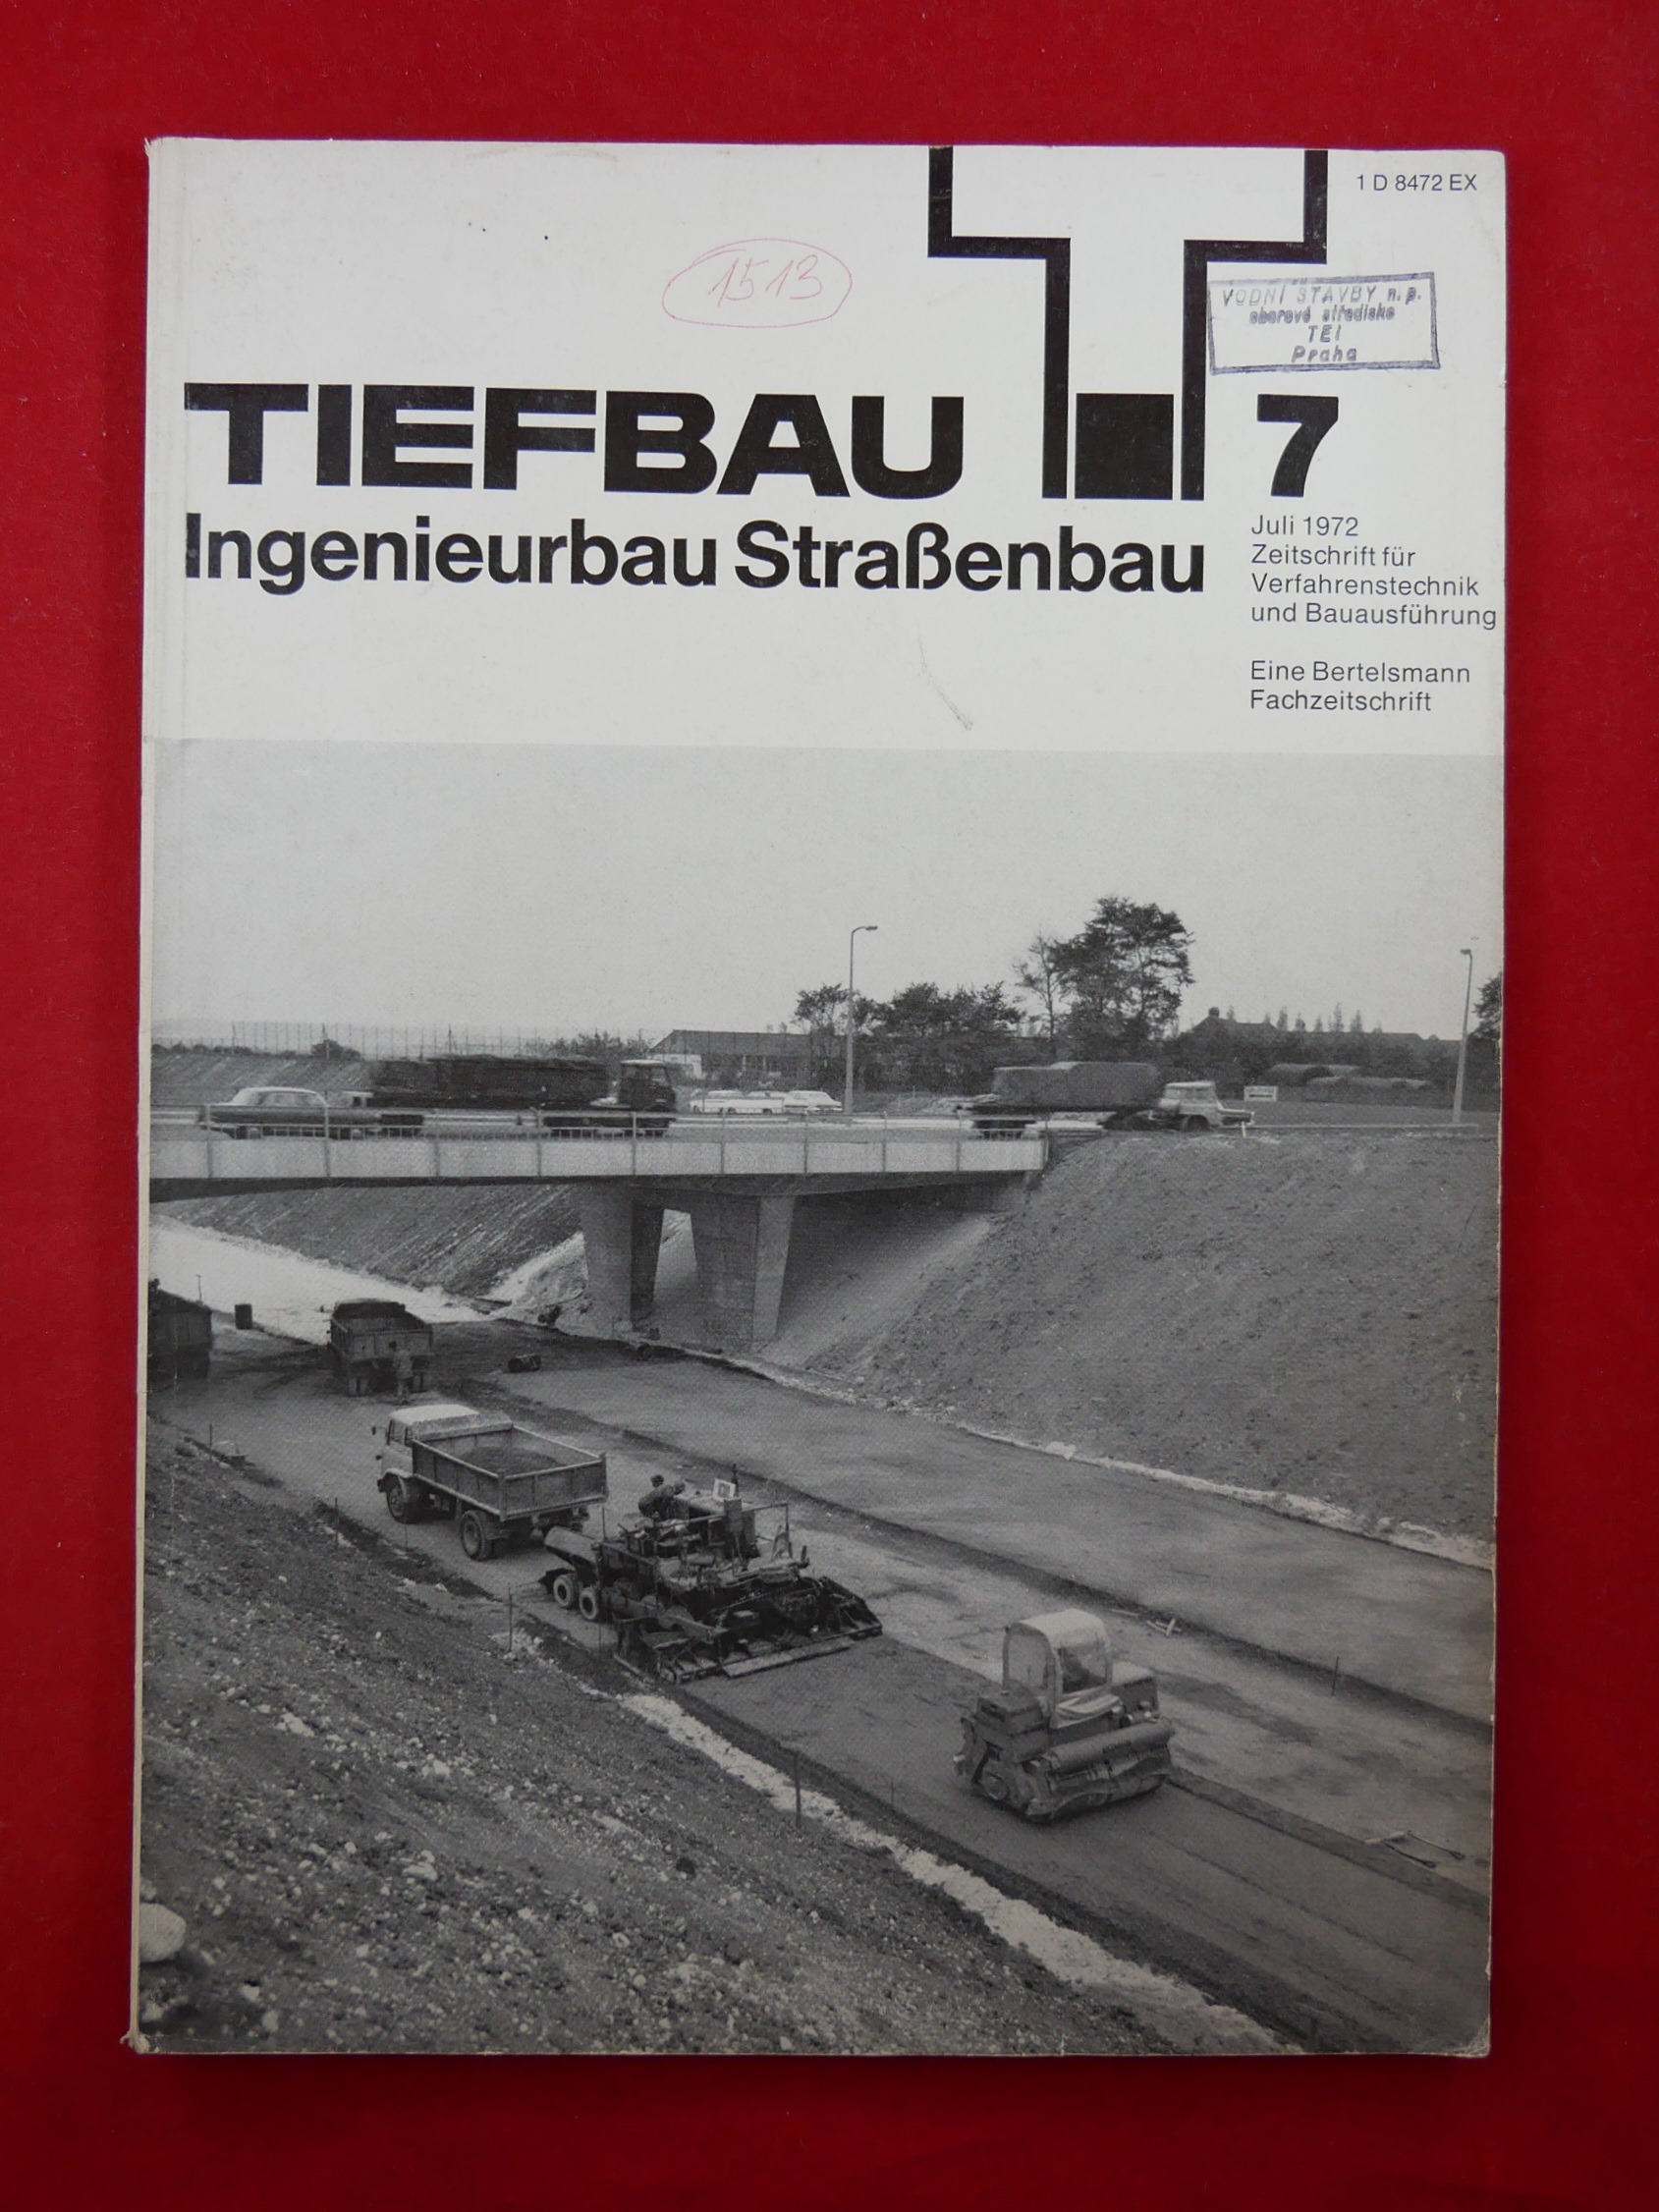 1 D 8472 EX
1513
VODNÍ STAVBY n.p.
oborové středisko
TEI
Praha
TIEFBAU
7
Ingenieurbau Straßenbau
Juli 1972
Zeitschrift für
Verfahrenstechnik
und Bauausführung
Eine Bertelsmann
Fachzeitschrift